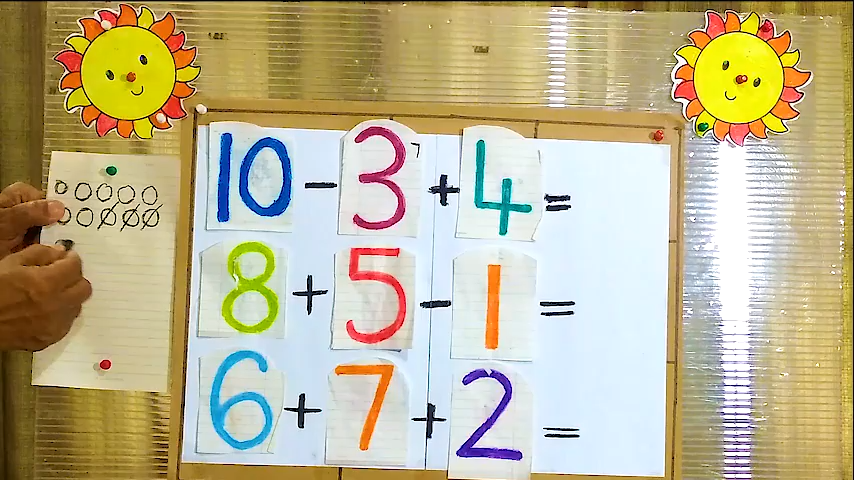 10 - 3 + 4 =
8 + 5 - 1 =
6 + 7 + 2 =